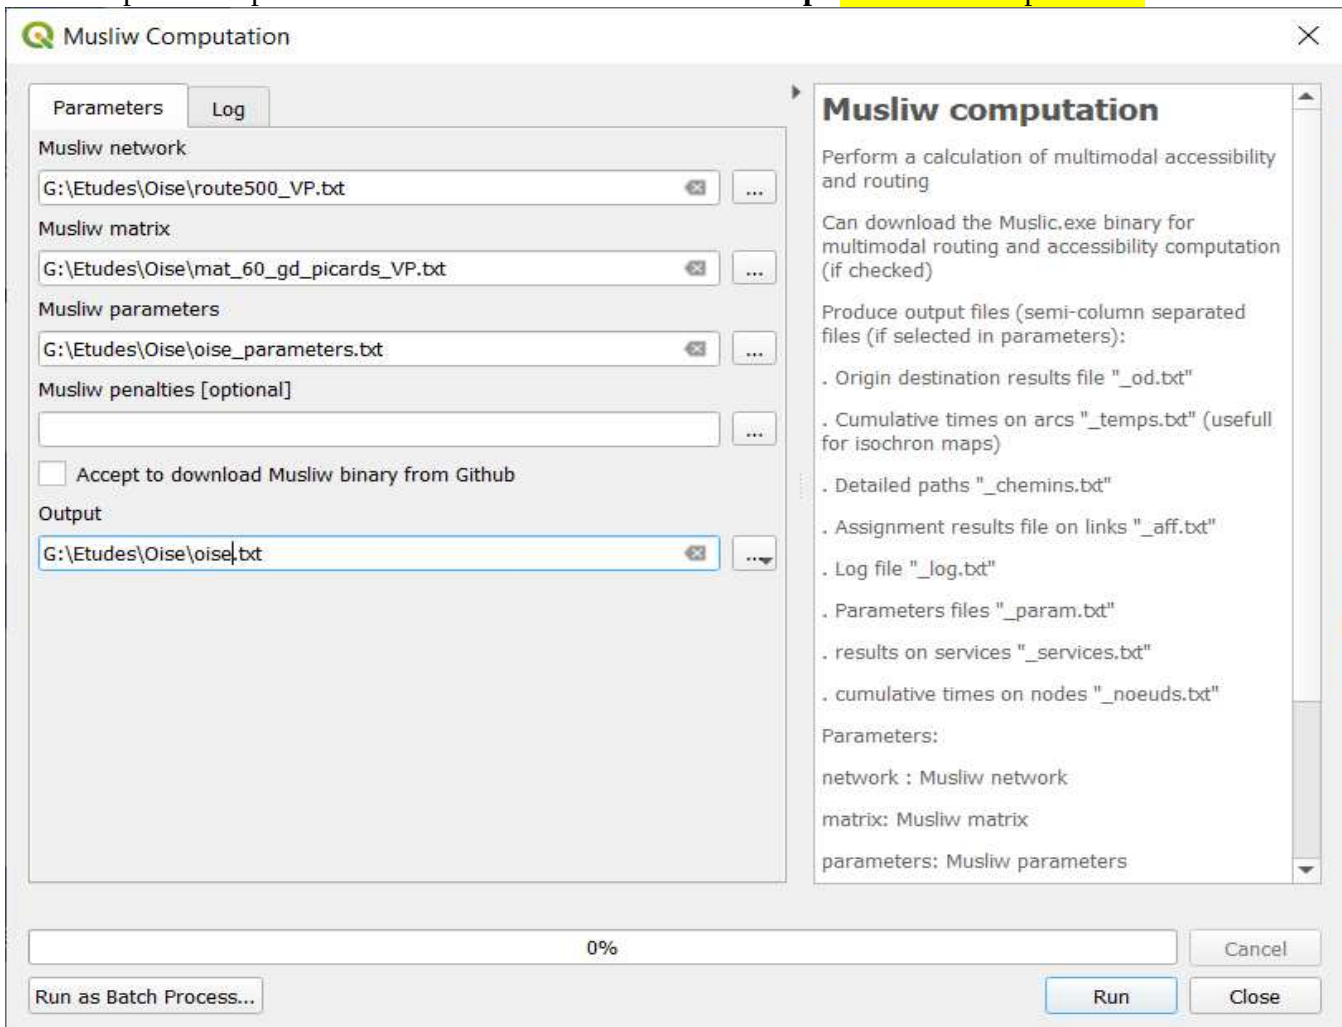 Musliw Computation
Parameters
Log
Musliw network
G:\Etudes\Oise\route500_VP.txt
...
Musliw matrix
G:\Etudes\Oise\mat_60_gd_picards_VP.txt
...
Musliw parameters
G:\Etudes\Oise\oise_parameters.txt
...
Musliw penalties [optional]
...
Accept to download Musliw binary from Github
Output
G:\Etudes\Oise\oise.txt
...
Musliw computation
Perform a calculation of multimodal accessibility
and routing
Can download the Muslic.exe binary for
multimodal routing and accessibility computation
(if checked)
Produce output files (semi-column separated
files (if selected in parameters):
. Origin destination results file "_od.txt"
. Cumulative times on arcs "_temps.txt" (usefull
for isochron maps)
. Detailed paths "_chemins.txt"
. Assignment results file on links "_aff.txt"
. Log file "_log.txt"
. Parameters files "_param.txt"
. results on services "_services.txt"
. cumulative times on nodes "_noeuds.txt"
Parameters:
network : Musliw network
matrix: Musliw matrix
parameters: Musliw parameters
0%
Cancel
Run as Batch Process...
Run
Close